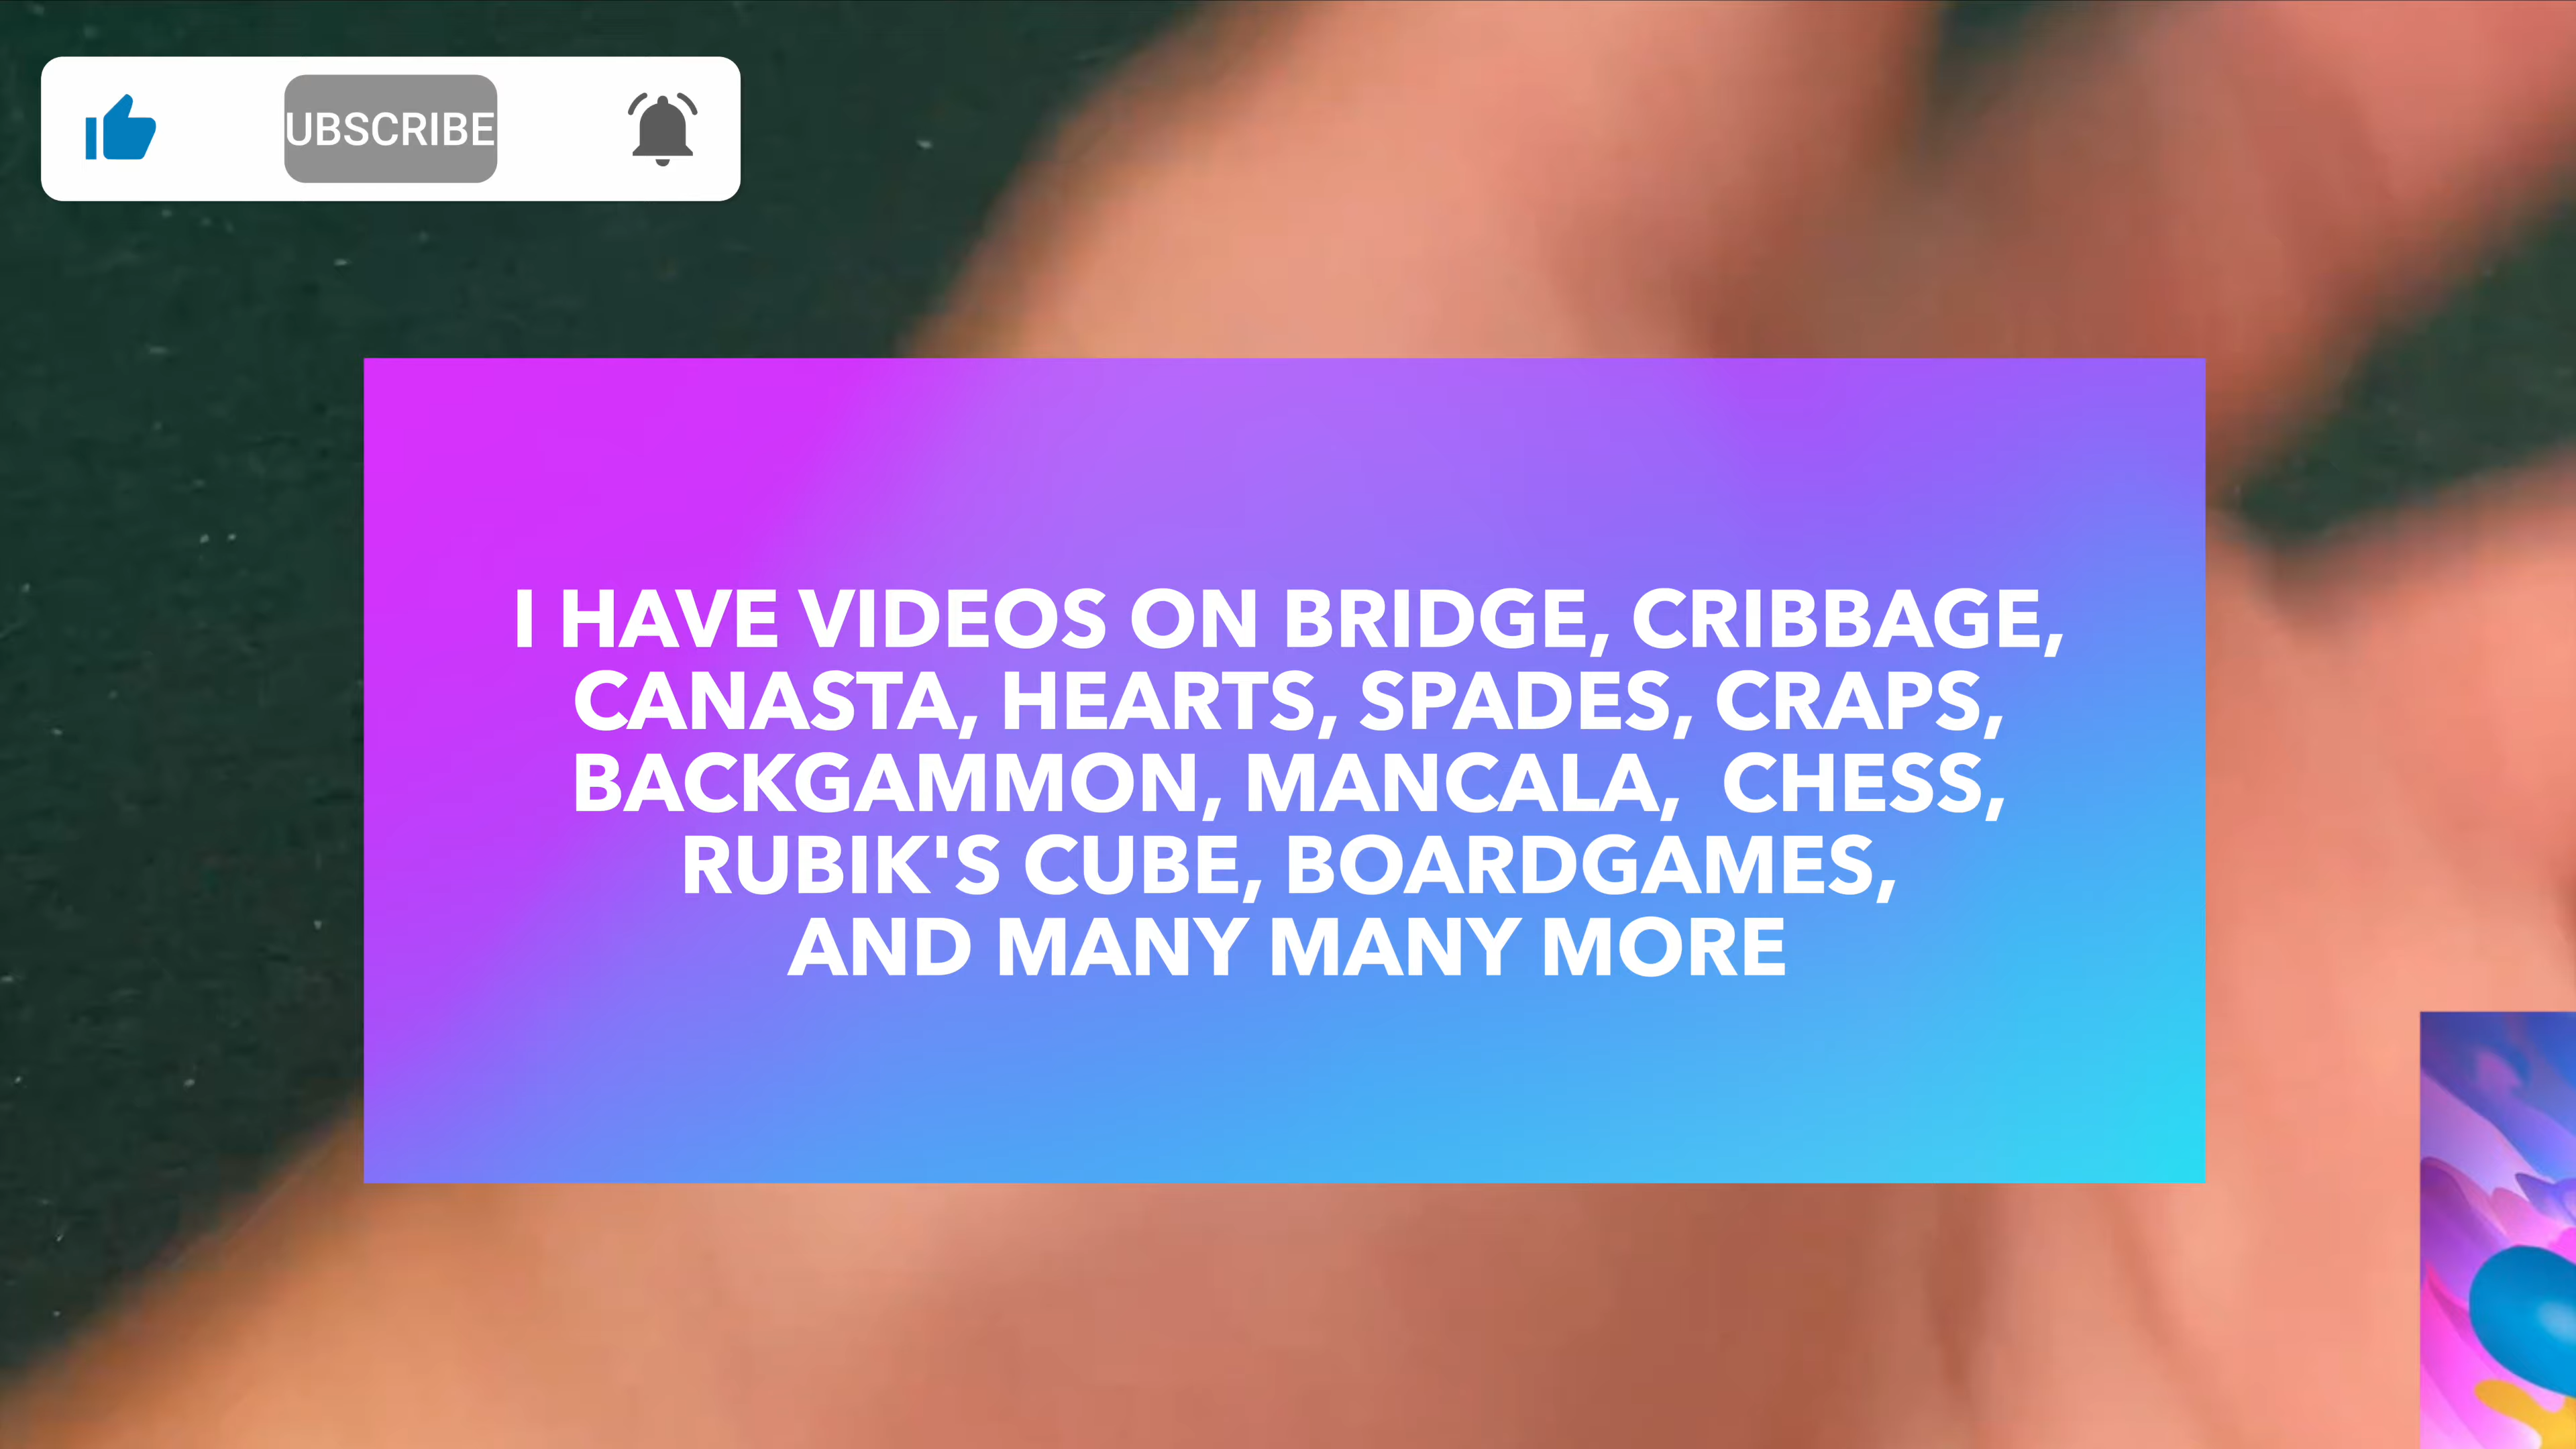 UBSCRIBE
I HAVE VIDEOS ON BRIDGE, CRIBBAGE,
CANASTA, HEARTS, SPADES, CRAPS,
BACKGAMMON, MANCALA, CHESS,
RUBIK'S CUBE, BOARDGAMES,
AND MANY MANY MORE